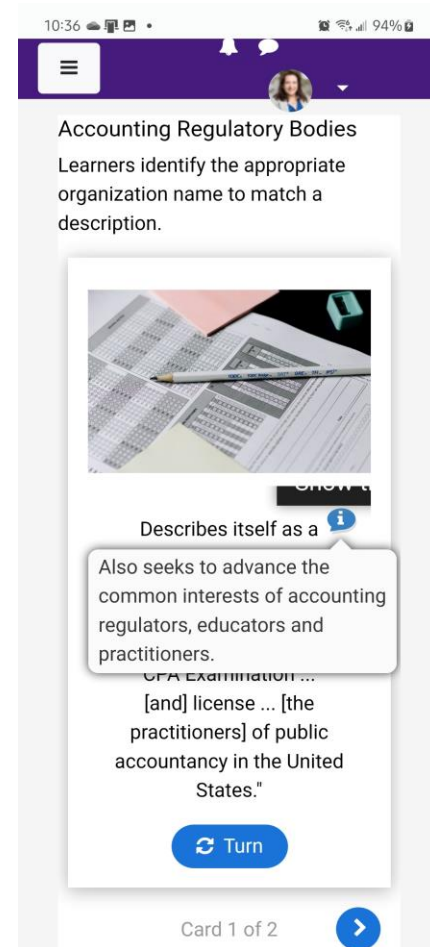 10:36
94%
Accounting Regulatory Bodies
Learners identify the appropriate
organization name to match a
description.
Describes itself as a
Also seeks to advance the
common interests of accounting
regulators, educators and
practitioners.
CPA Examination ...
[and] license ... [the
practitioners] of public
accountancy in the United
States."
Turn
Card 1 of 2